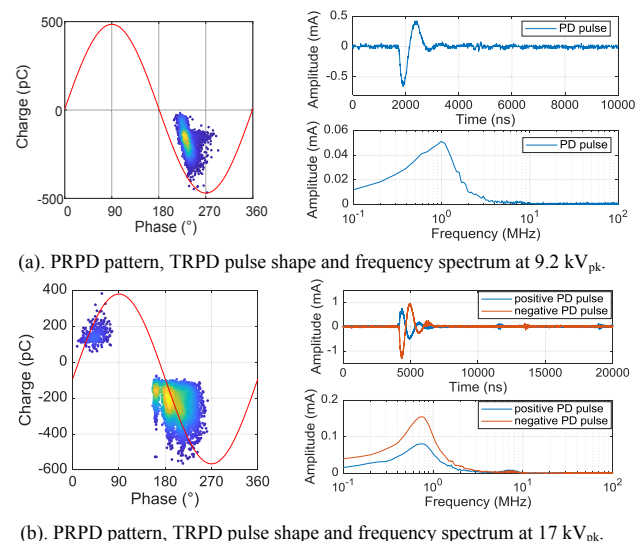 500
0
-500
Charge (pC)
0 90 180 270 360
Phase (°)
0.5
0
-0.5
Amplitude (mA)
PD pulse
0 2000 4000 6000 8000 10000
Time (ns)
0.06
0.04
0.02
0
Amplitude (mA)
PD pulse
10-1 100 101 102
Frequency (MHz)
(a). PRPD pattern, TRPD pulse shape and frequency spectrum at 9.2 kVpk.
400
200
0
-200
-400
-600
Charge (pC)
0 90 180 270 360
Phase (°)
1
0
-1
Amplitude (mA)
positive PD pulse
negative PD pulse
0 5000 10000 15000 20000
Time (ns)
0.2
0.1
0
Amplitude (mA)
positive PD pulse
negative PD pulse
10-1 100 101 102
Frequency (MHz)
(b). PRPD pattern, TRPD pulse shape and frequency spectrum at 17 kVpk.